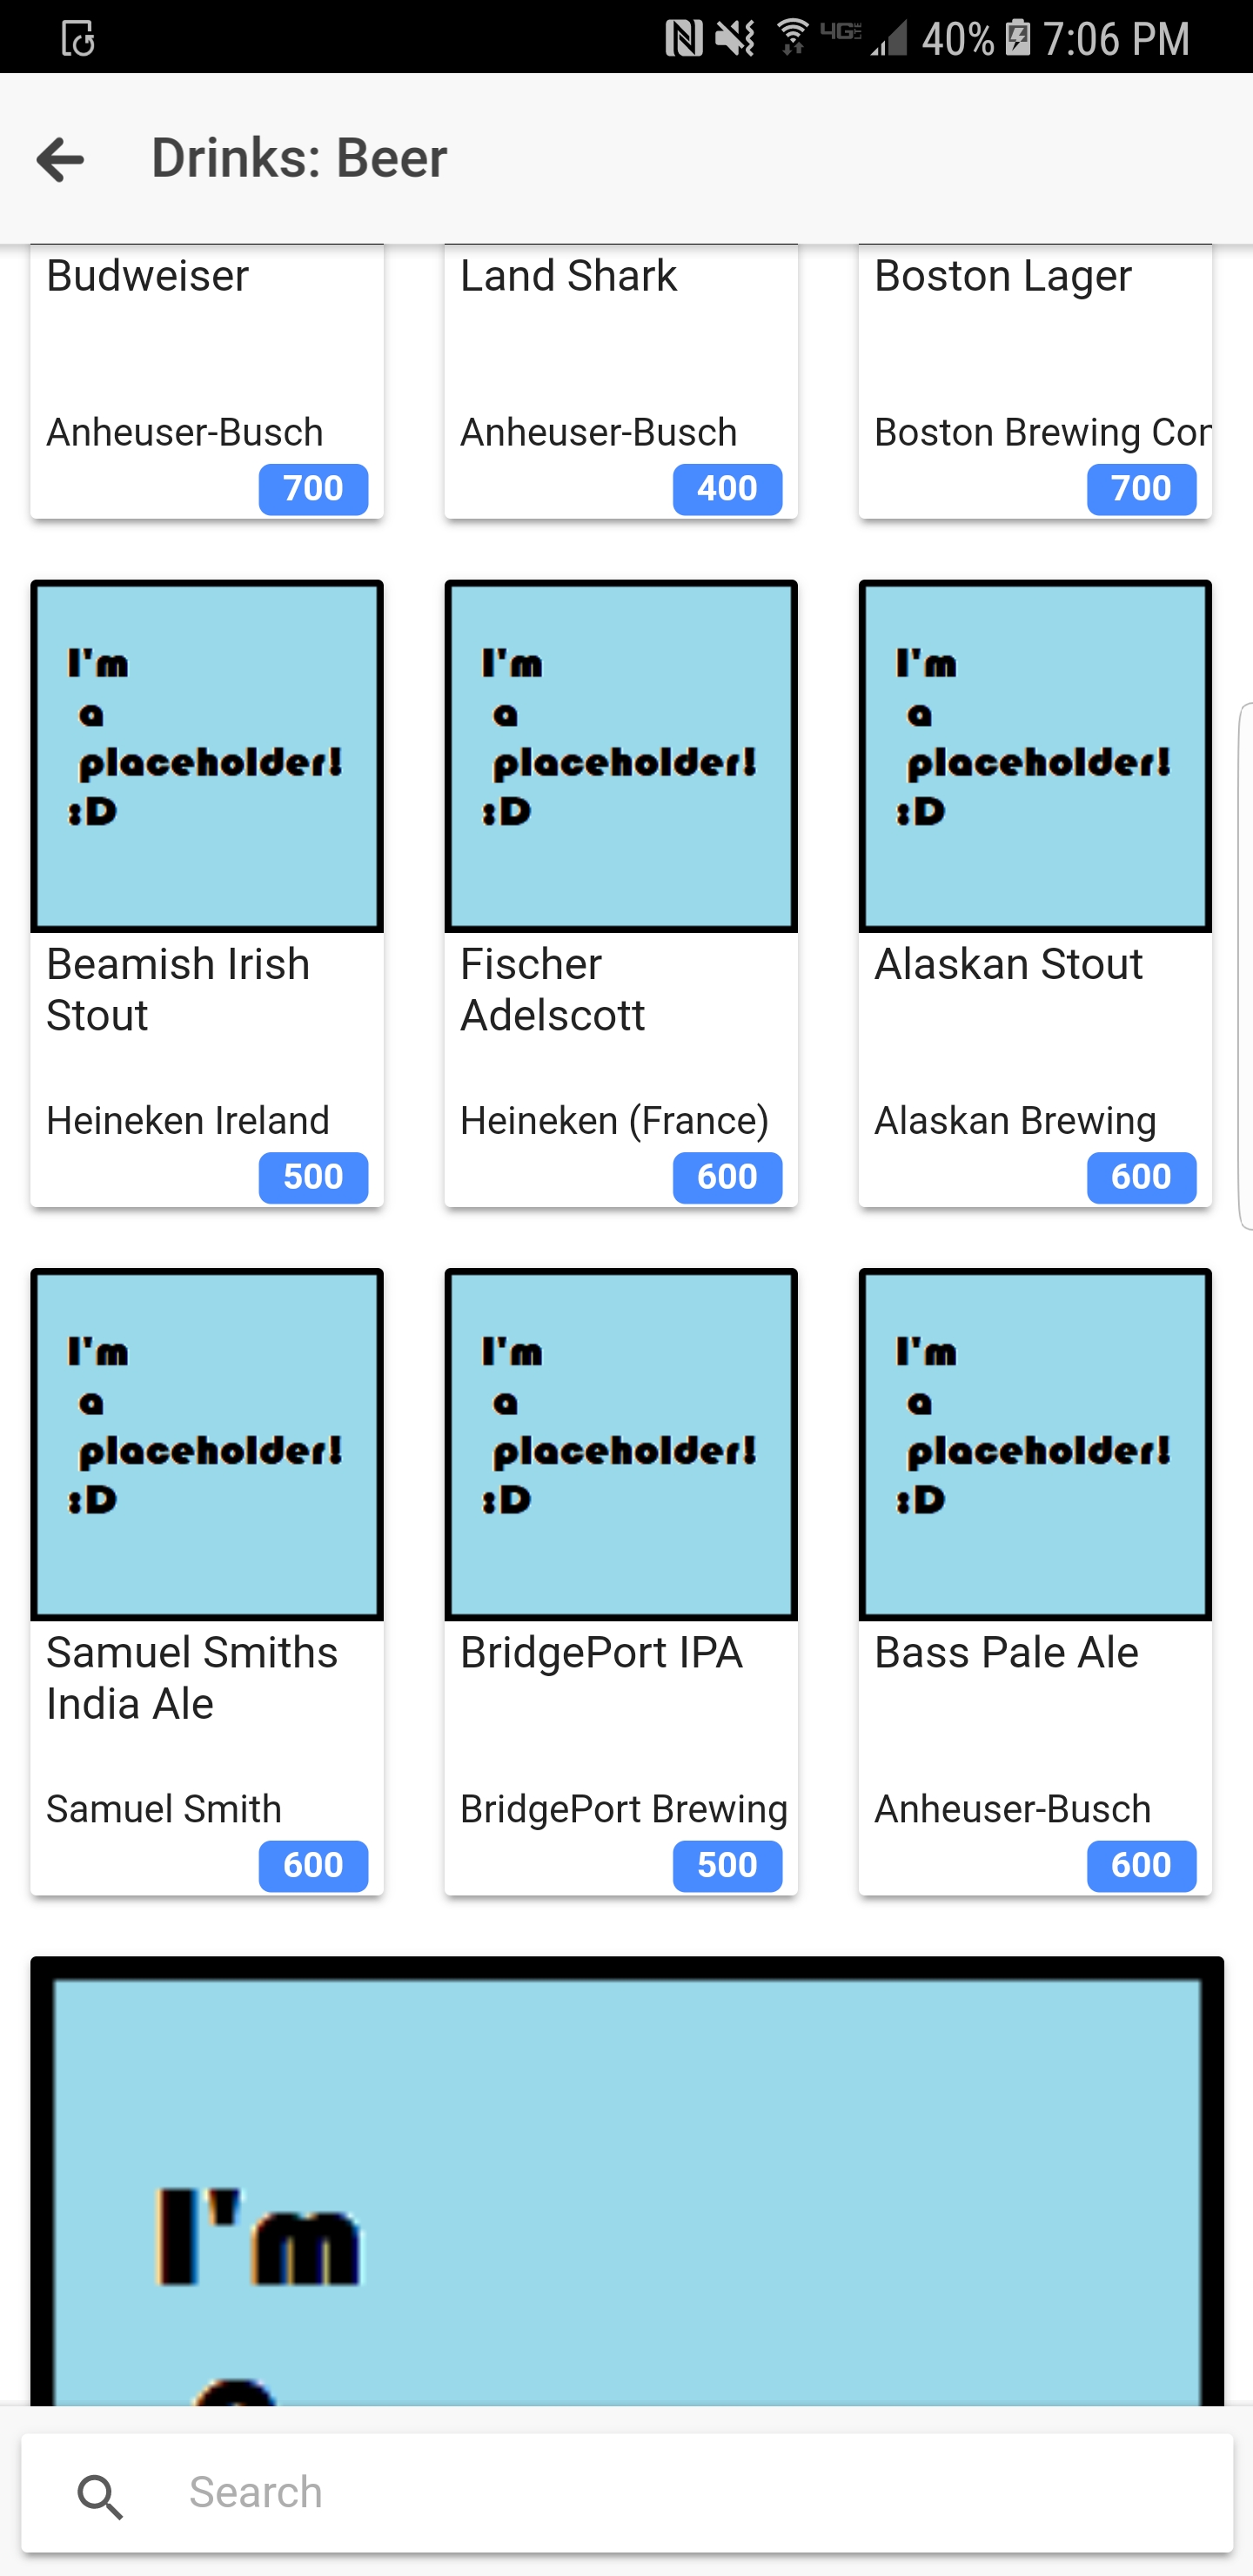 4G LTE 40% 7:06 PM
Drinks: Beer
Budweiser
Anheuser-Busch
700
Land Shark
Anheuser-Busch
400
Boston Lager
Boston Brewing Con
700
I'm
a
placeholder!
:D
Beamish Irish
Stout
Heineken Ireland
500
I'm
a
placeholder!
:D
Fischer
Adelscott
Heineken (France)
600
I'm
a
placeholder!
:D
Alaskan Stout
Alaskan Brewing
600
I'm
a
placeholder!
:D
Samuel Smiths
India Ale
Samuel Smith
600
I'm
a
placeholder!
:D
BridgePort IPA
BridgePort Brewing
500
I'm
a
placeholder!
:D
Bass Pale Ale
Anheuser-Busch
600
I'm
Search